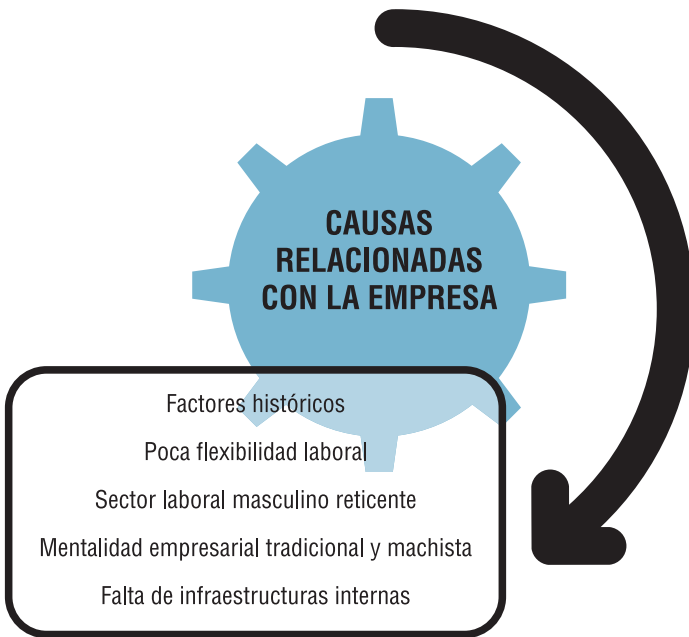 CAUSAS
RELACIONADAS
CON LA EMPRESA
Factores históricos
Poca flexibilidad laboral
Sector laboral masculino reticente
Mentalidad empresarial tradicional y machista
Falta de infraestructuras internas